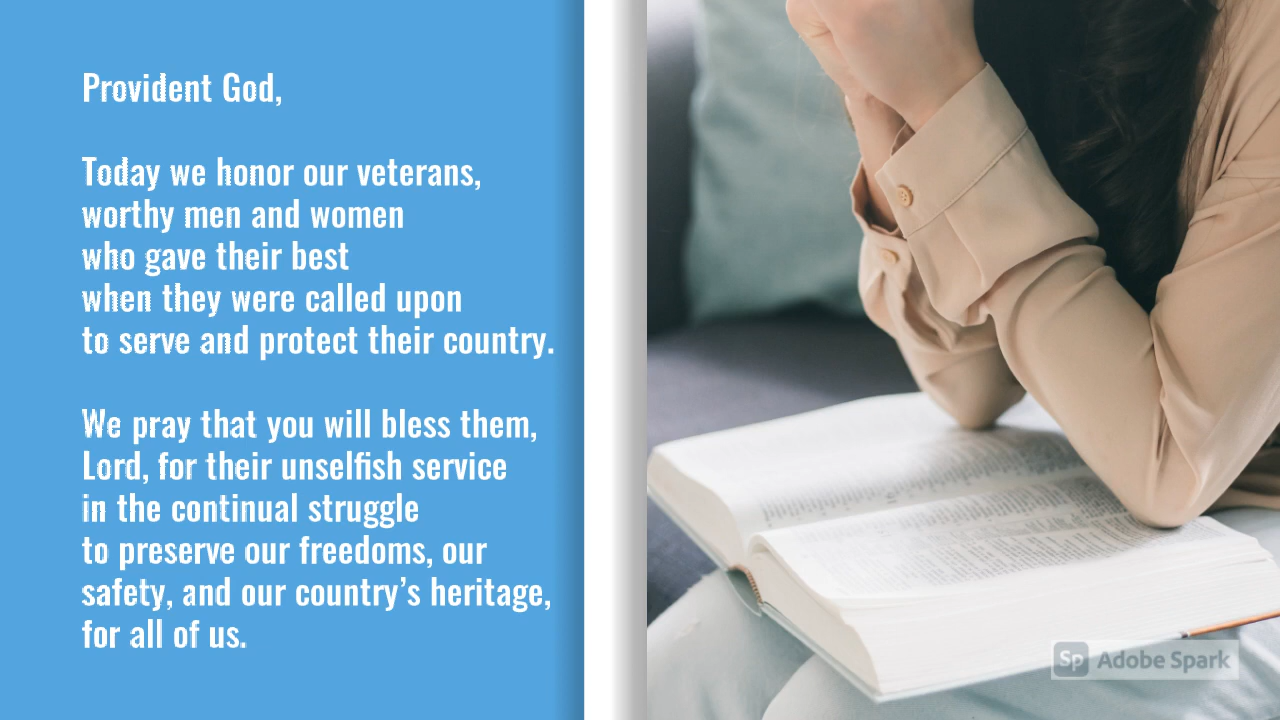 Provident God,
Today we honor our veterans,
worthy men and women
who gave their best
when they were called upon
to serve and protect their country.
We pray that you will bless them,
Lord, for their unselfish service
in the continual struggle
to preserve our freedoms, our
safety, and our country’s heritage,
for all of us.
Sp Adobe Spark